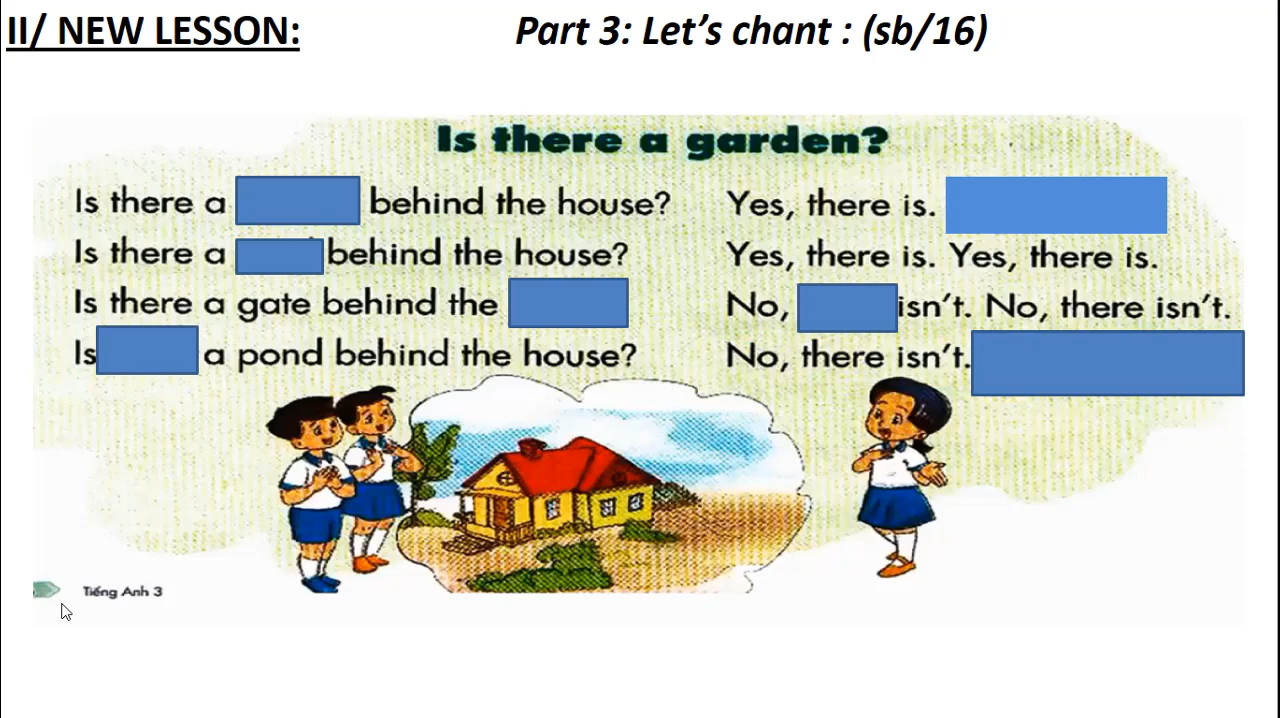 II/ NEW LESSON: Part 3: Let's chant : (sb/16)
Is there a garden?
Is there a behind the house? Yes, there is.
Is there a behind the house? Yes, there is. Yes, there is.
Is there a gate behind the No, isn't. No, there isn't.
Is a pond behind the house? No, there isn't.
Tiếng Anh 3